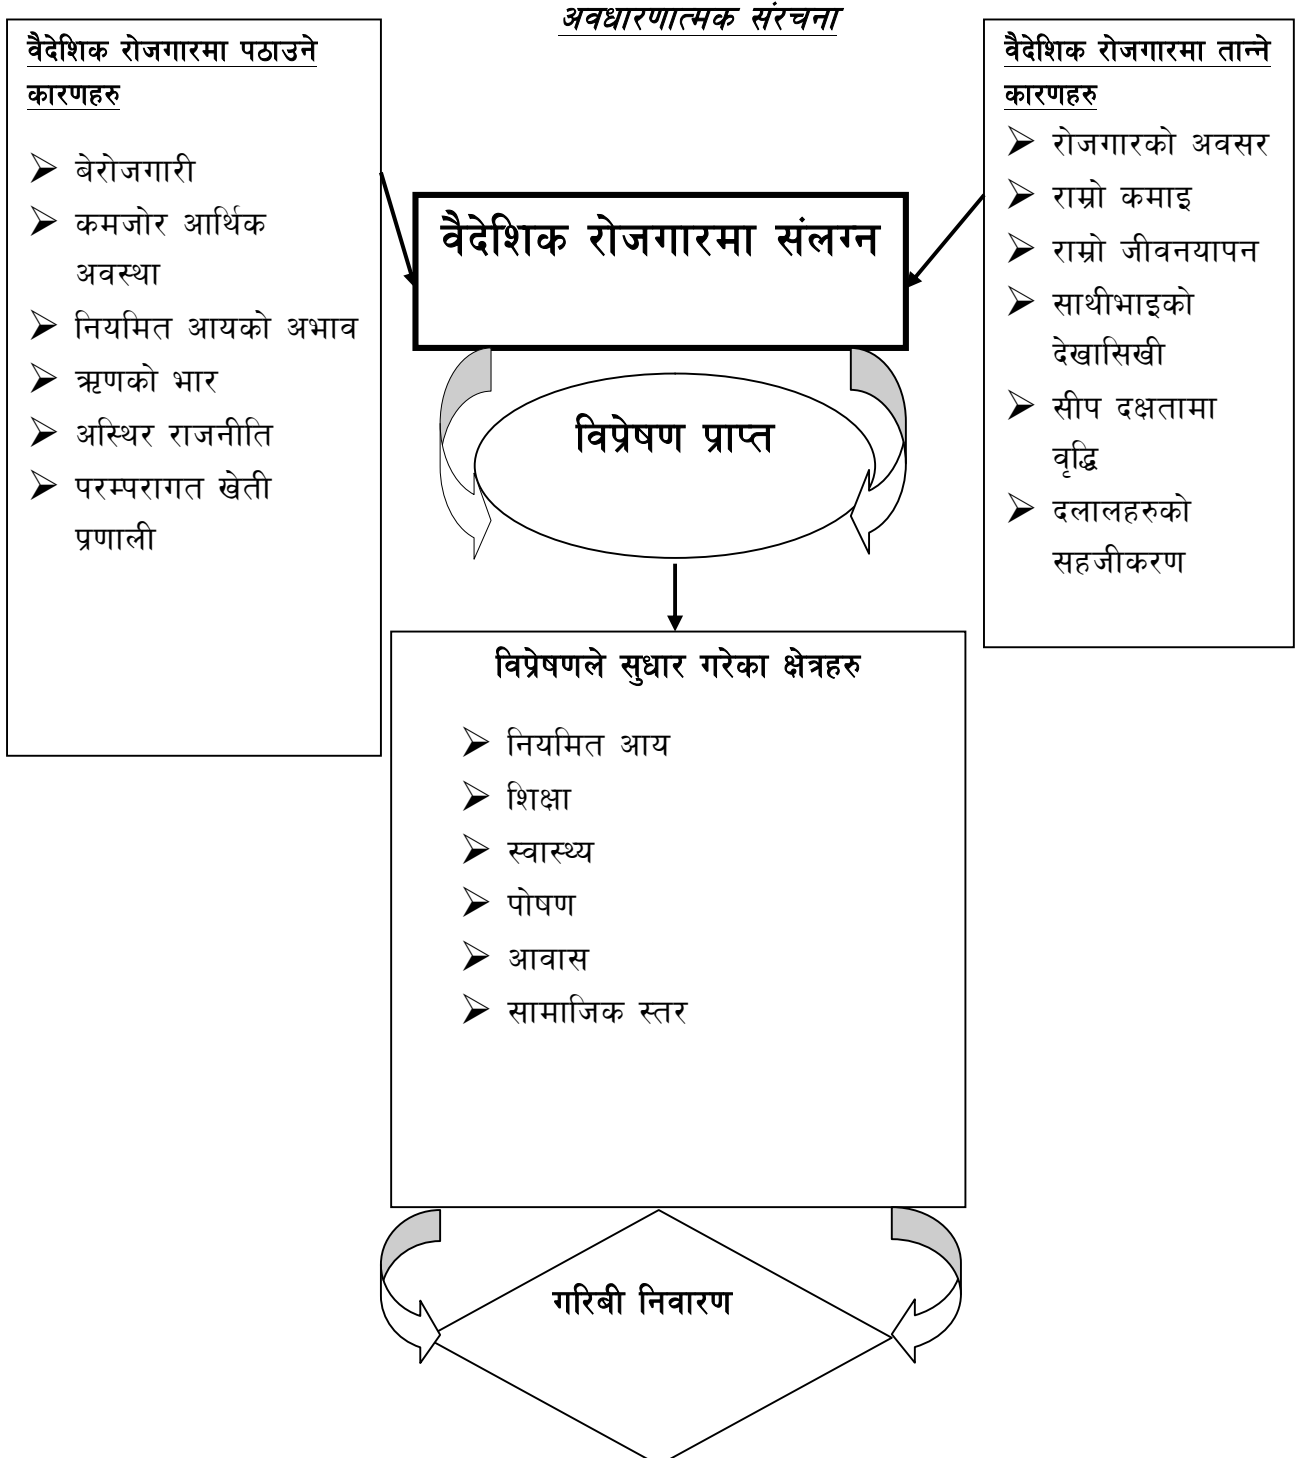 अवधारणात्मक संरचना
वैदेशिक रोजगारमा पठाउने
कारणहरु
बेरोजगारी
कमजोर आर्थिक
अवस्था
नियमित आयको अभाव
ऋणको भार
अस्थिर राजनीति
परम्परागत खेती
प्रणाली
वैदेशिक रोजगारमा संलग्न
वैदेशिक रोजगारमा तान्ने
कारणहरु
रोजगारको अवसर
राम्रो कमाइ
राम्रो जीवनयापन
साथीभाइको
देखासिखी
सीप दक्षतामा
वृद्धि
दलालहरुको
सहजीकरण
विप्रेषण प्राप्त
विप्रेषणले सुधार गरेका क्षेत्रहरु
नियमित आय
शिक्षा
स्वास्थ्य
पोषण
आवास
सामाजिक स्तर
गरिबी निवारण